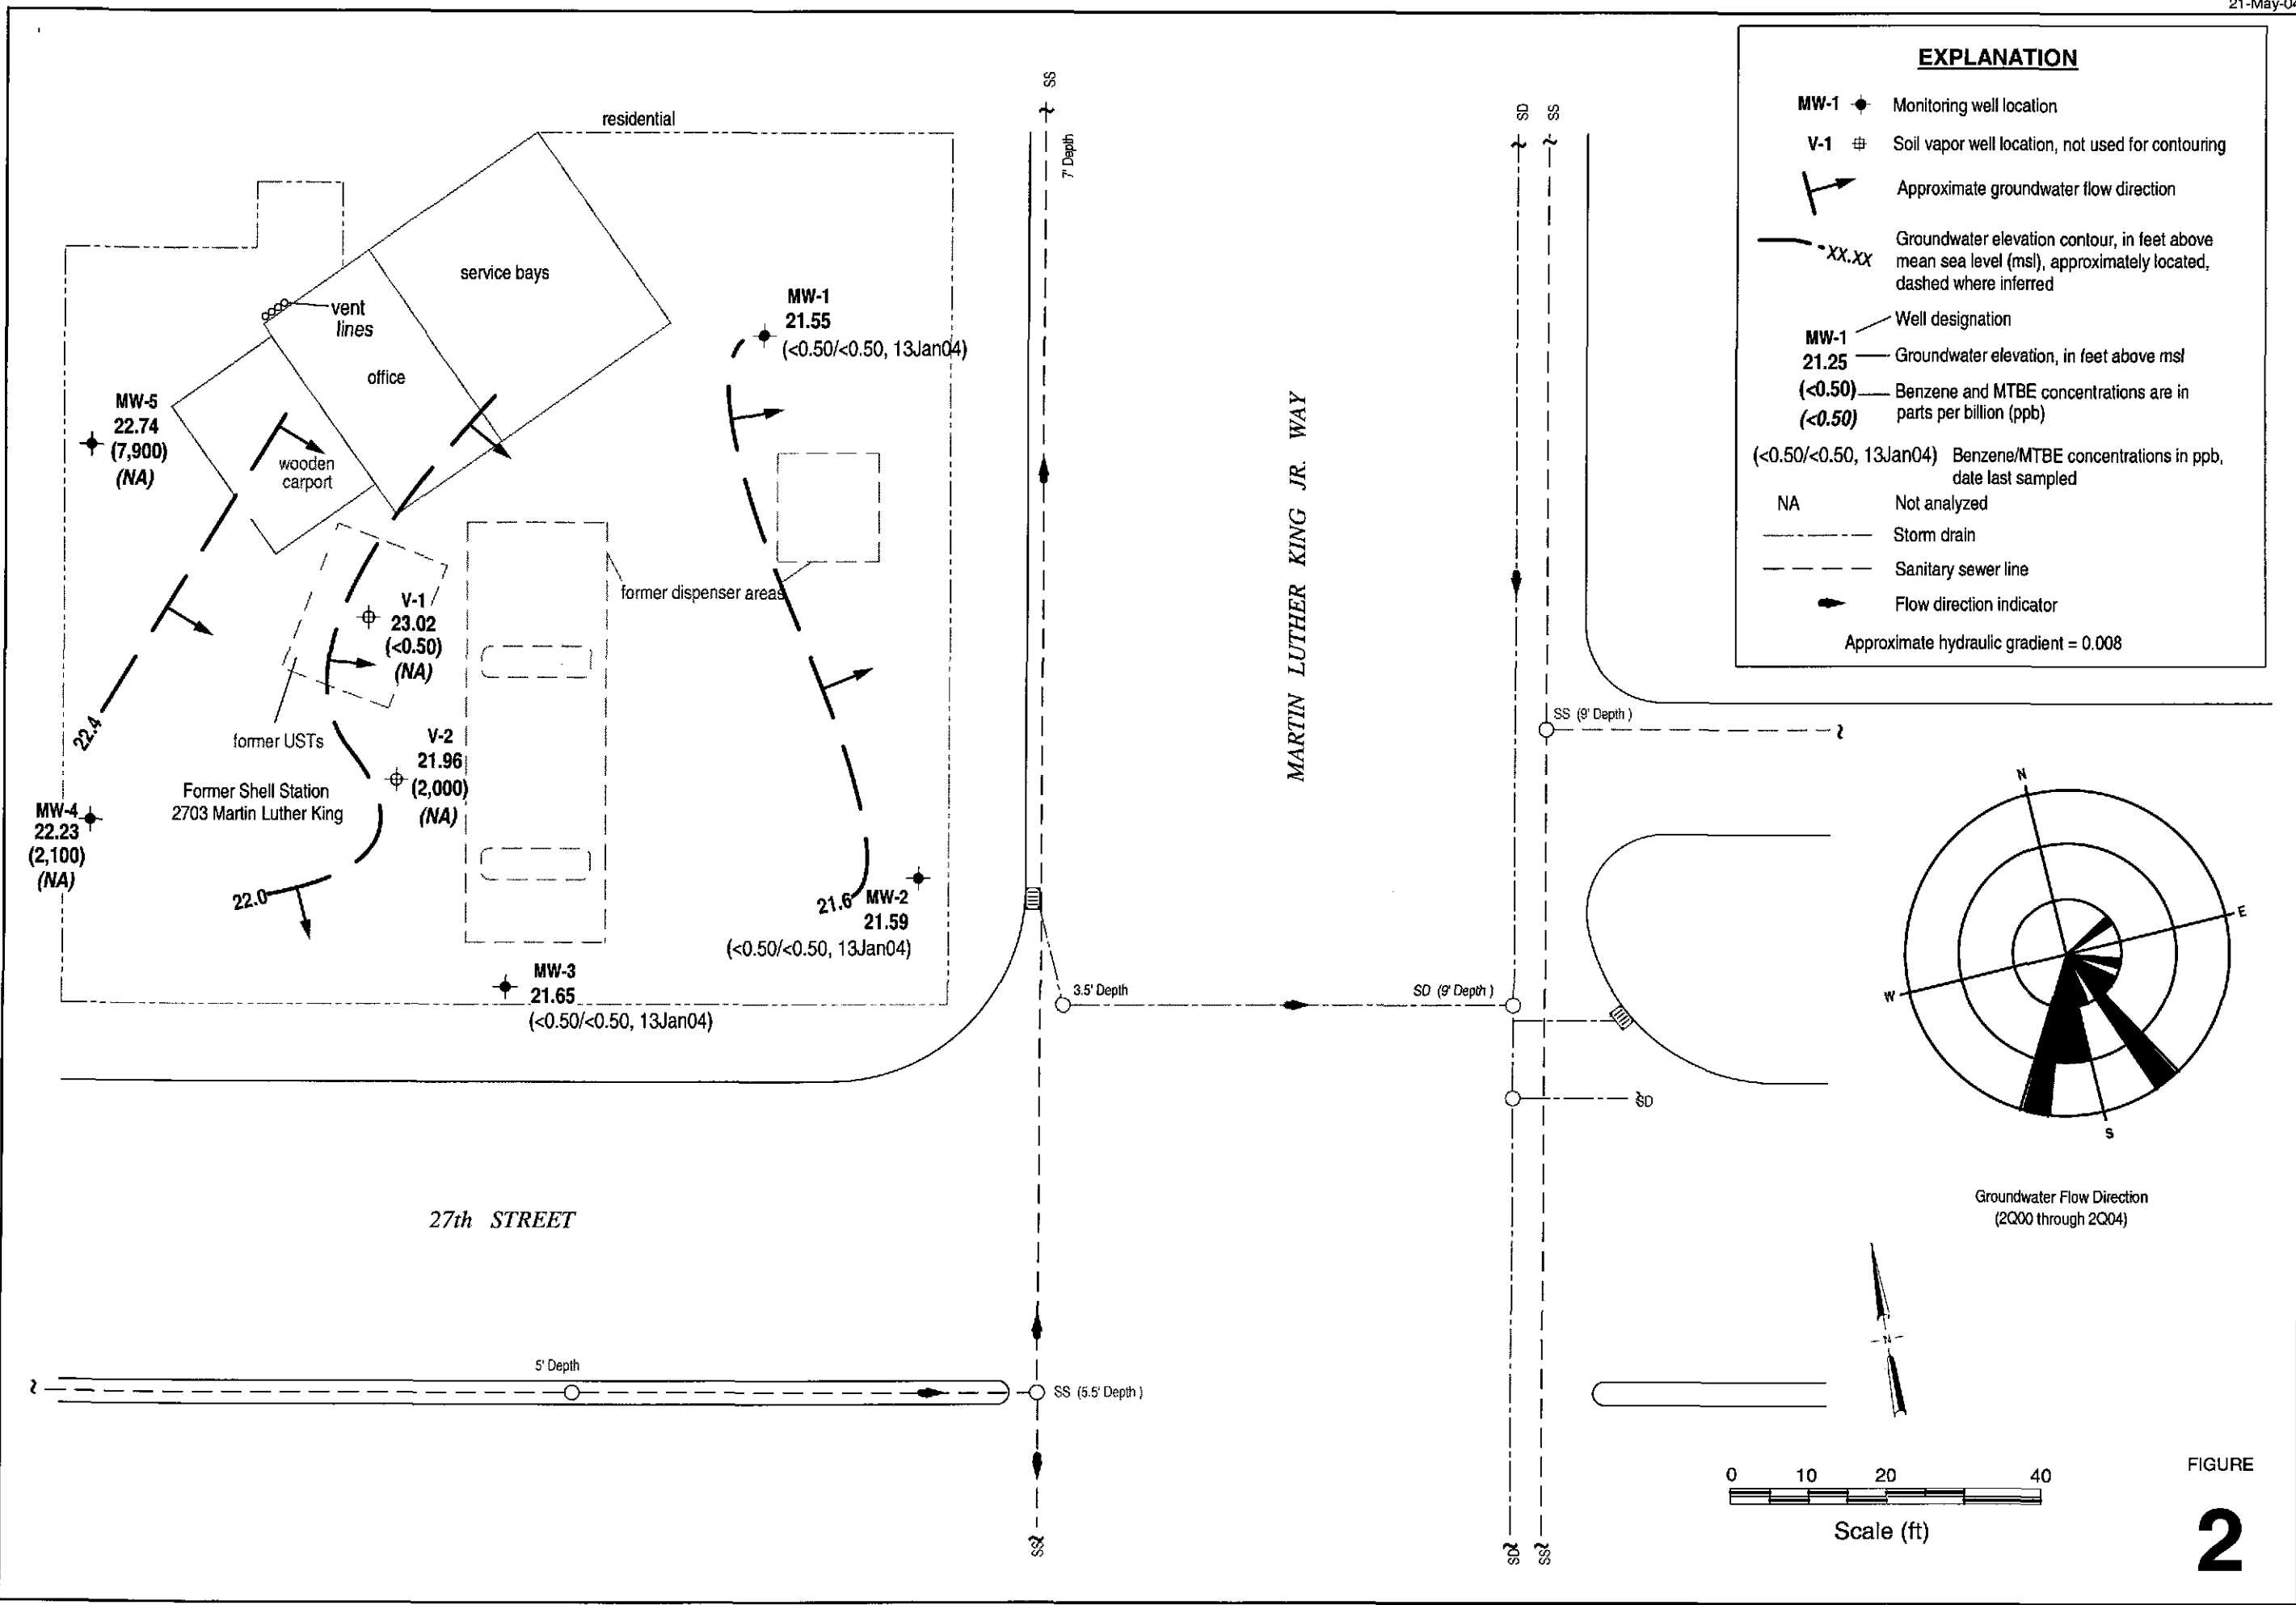 21-May-04
EXPLANATION
MW-1 Monitoring well location
V-1 Soil vapor well location, not used for contouring
Approximate groundwater flow direction
XX.XX
Groundwater elevation contour, in feet above
mean sea level (msl), approximately located,
dashed where inferred
Well designation
MW-1
21.25 Groundwater elevation, in feet above msl
(<0.50) Benzene and MTBE concentrations are in
(<0.50) parts per billion (ppb)
(<0.50/<0.50, 13Jan04) Benzene/MTBE concentrations in ppb,
date last sampled
NA Not analyzed
Storm drain
Sanitary sewer line
Flow direction indicator
Approximate hydraulic gradient = 0.008
residential
service bays
vent
lines
office
wooden
carport
MW-1
21.55
(<0.50/<0.50, 13Jan04)
MW-5
22.74
(7,900)
(NA)
former dispenser areas
V-1
23.02
(<0.50)
(NA)
22.4
former USTs
V-2
21.96
(2,000)
(NA)
Former Shell Station
2703 Martin Luther King
MW-4
22.23
(2,100)
(NA)
22.0
21.6
MW-2
21.59
(<0.50/<0.50, 13Jan04)
MW-3
21.65
(<0.50/<0.50, 13Jan04)
SS
7' Depth
SD
SS
MARTIN LUTHER KING JR. WAY
SS (9' Depth )
3.5' Depth
SD (9' Depth )
SD
27th STREET
5' Depth
SS (5.5' Depth )
SS
SD
SS
N
E
W
S
Groundwater Flow Direction
(2Q00 through 2Q04)
N
0 10 20 40
Scale (ft)
FIGURE
2